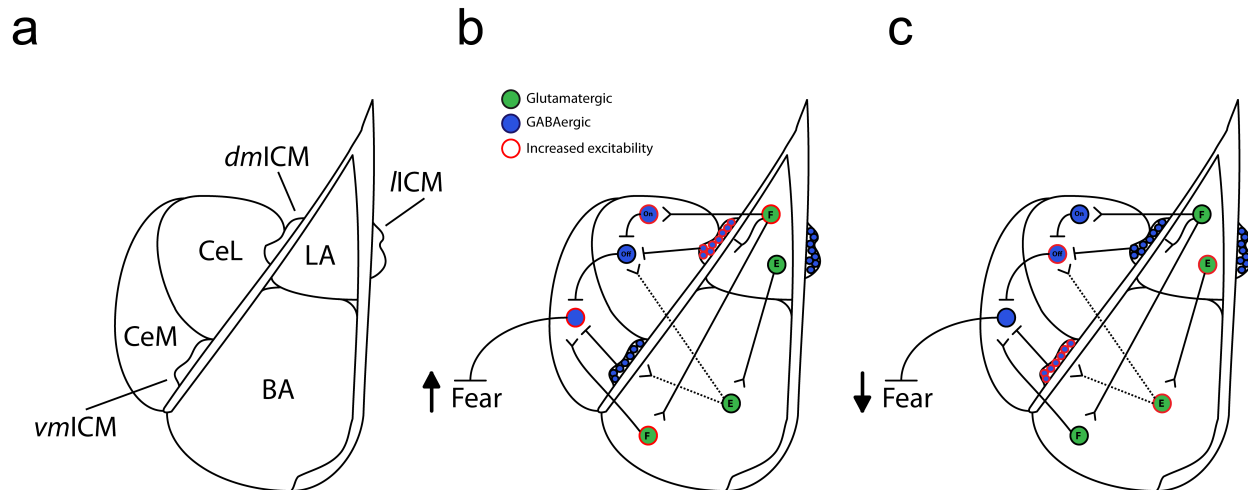 a
b
c
Glutamatergic
GABAergic
Increased excitability
dmICM
lICM
CeL
LA
CeM
BA
vmICM
On
F
Off
E
E
F
Fear
On
F
Off
E
E
F
Fear